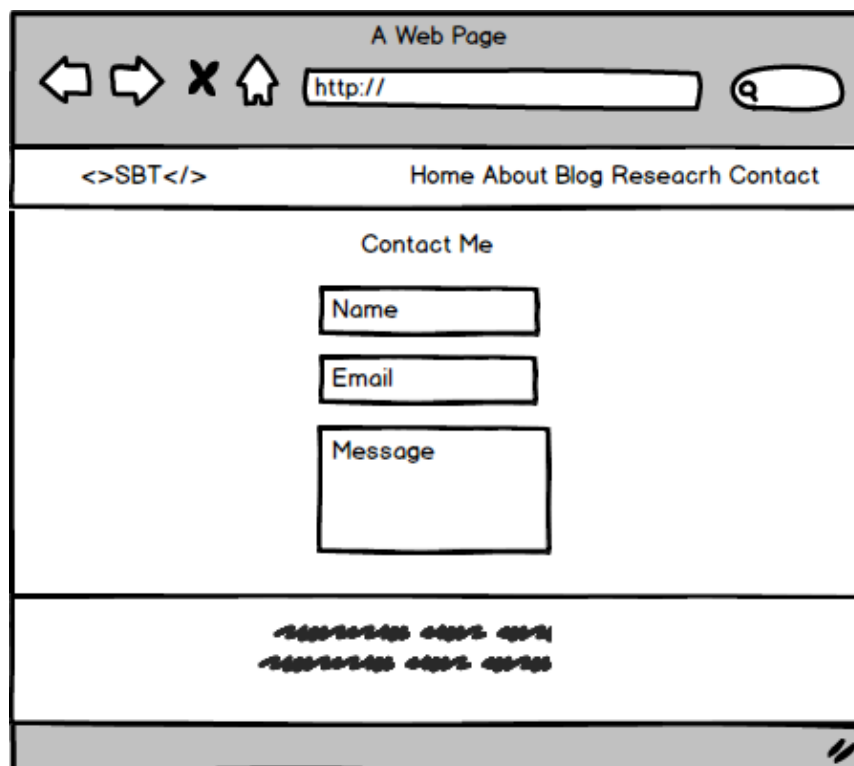 A Web Page
http://
<>SBT</> Home About Blog Reseacrh Contact
Contact Me
Name
Email
Message